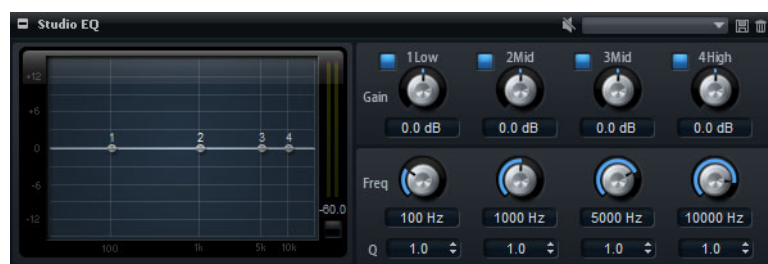 Studio EQ
1Low 2Mid 3Mid 4High
+12
+6
0
-6
-12
1 2 3 4
100 1k 5k 10k
-60.0
Gain
0.0 dB 0.0 dB 0.0 dB 0.0 dB
Freq
100 Hz 1000 Hz 5000 Hz 10000 Hz
Q 1.0 1.0 1.0 1.0